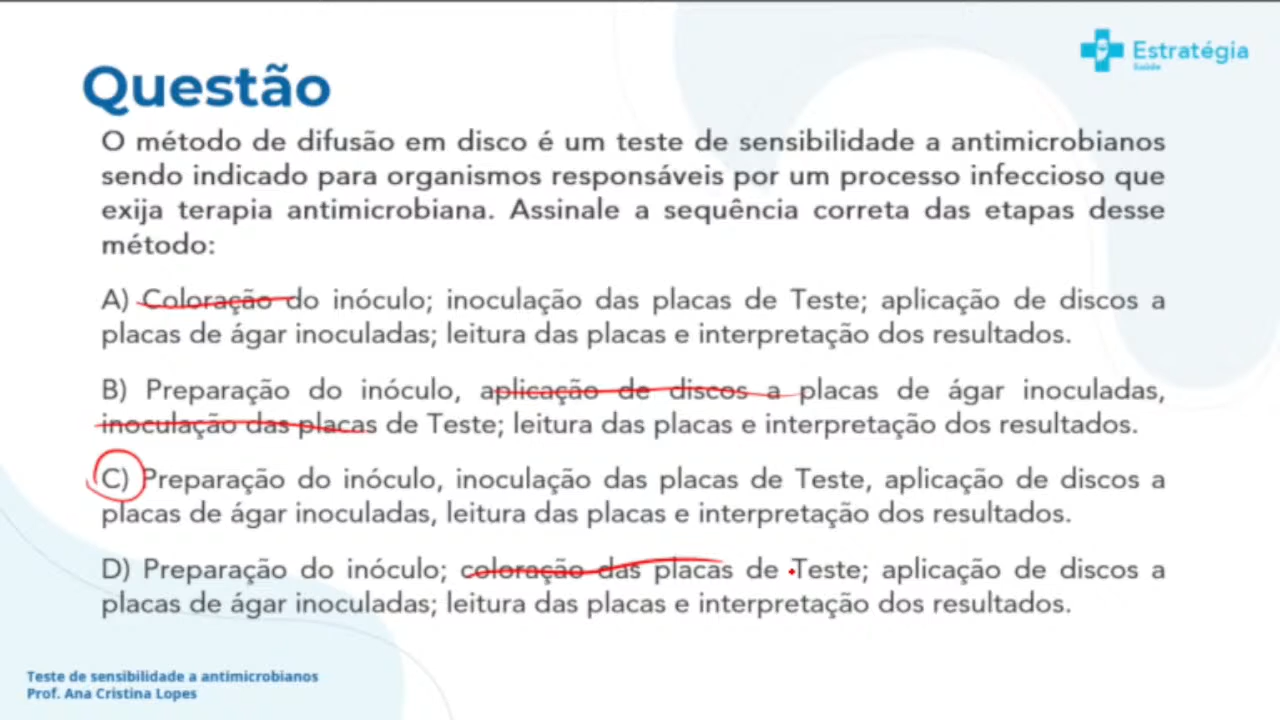 Estratégia
Saúde
Questão
O método de difusão em disco é um teste de sensibilidade a antimicrobianos
sendo indicado para organismos responsáveis por um processo infeccioso que
exija terapia antimicrobiana. Assinale a sequência correta das etapas desse
método:
A) Coloração do inóculo; inoculação das placas de Teste; aplicação de discos a
placas de ágar inoculadas; leitura das placas e interpretação dos resultados.
B) Preparação do inóculo, aplicação de discos a placas de ágar inoculadas,
inoculação das placas de Teste; leitura das placas e interpretação dos resultados.
C) Preparação do inóculo, inoculação das placas de Teste, aplicação de discos a
placas de ágar inoculadas, leitura das placas e interpretação dos resultados.
D) Preparação do inóculo; coloração das placas de Teste; aplicação de discos a
placas de ágar inoculadas; leitura das placas e interpretação dos resultados.
Teste de sensibilidade a antimicrobianos
Prof. Ana Cristina Lopes